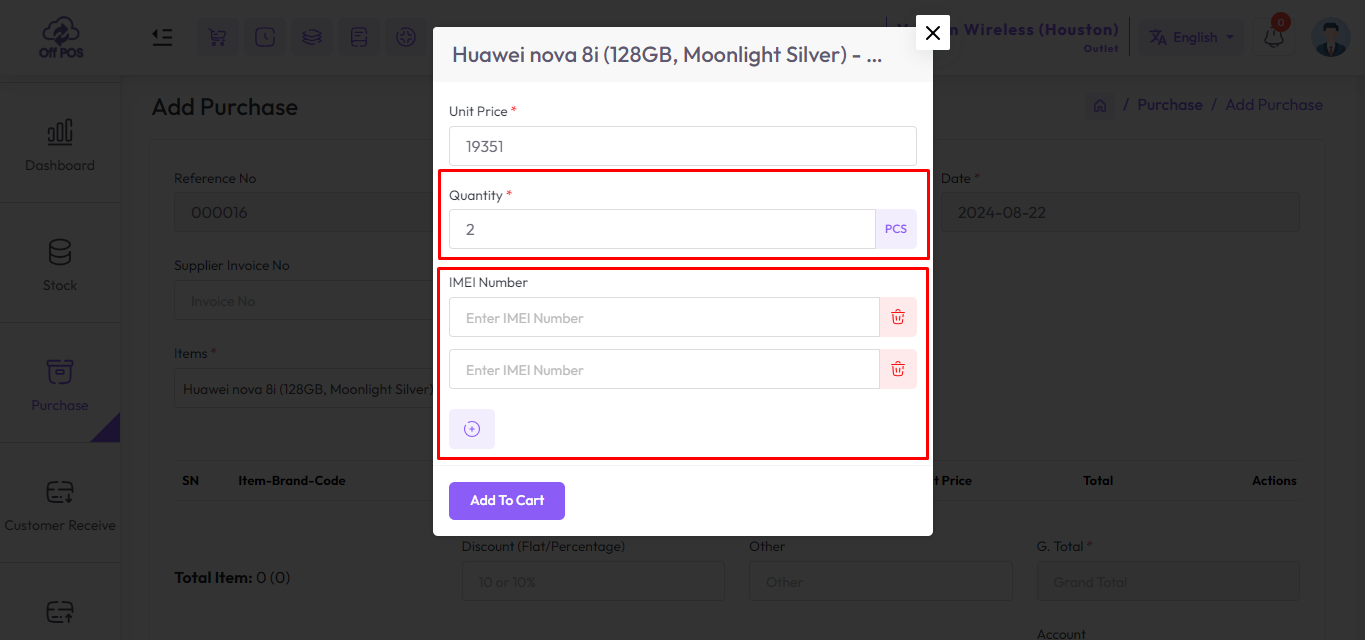 Off POS
n Wireless (Houston)
Outlet
English
0
Huawei nova 8i (128GB, Moonlight Silver) - ...
Add Purchase
Purchase / Add Purchase
Dashboard
Stock
Purchase
Customer Receive
Reference No
000016
Date *
2024-08-22
Supplier Invoice No
Invoice No
Items *
Huawei nova 8i (128GB, Moonlight Silver)
Unit Price *
19351
Quantity *
2
PCS
IMEI Number
Enter IMEI Number
Enter IMEI Number
Add To Cart
SN Item-Brand-Code Price Total Actions
Total Item: 0 (0)
Discount (Flat/Percentage)
10 or 10%
Other
Other
G. Total *
Grand Total
Account